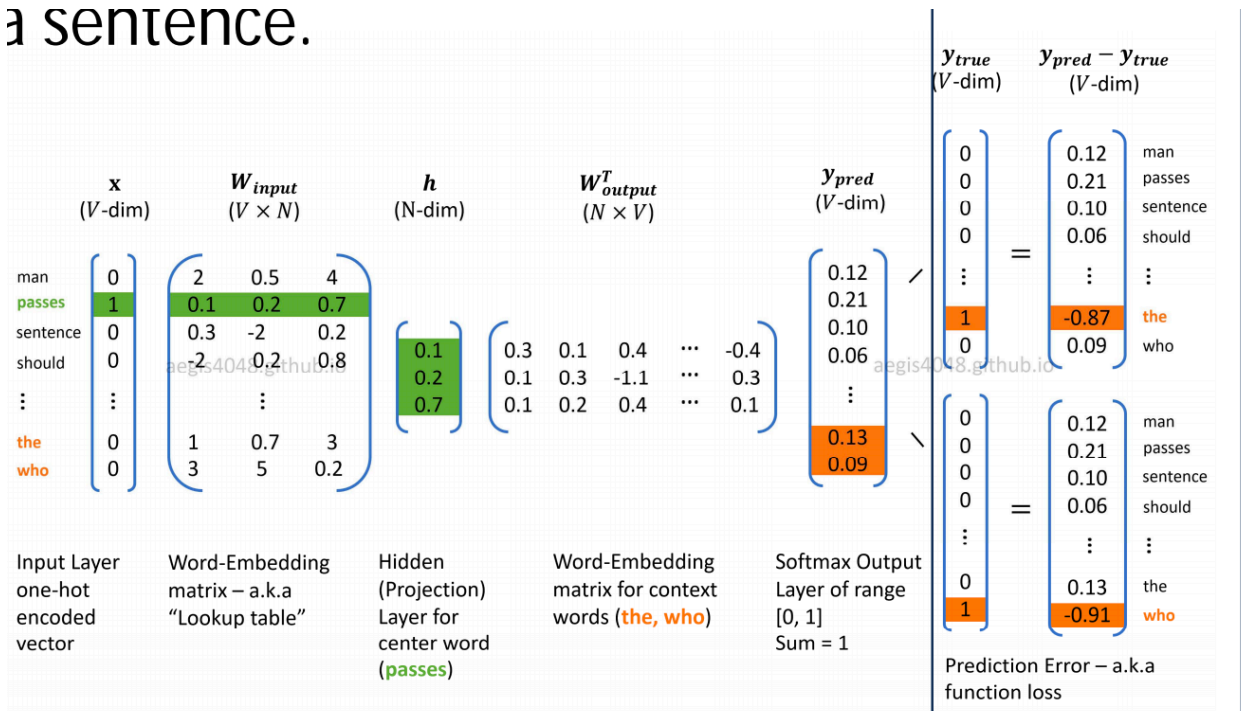 a sentence.
x
(V-dim)
W_input
(V × N)
h
(N-dim)
W^T_output
(N × V)
y_pred
(V-dim)
y_true
(V-dim)
y_pred − y_true
(V-dim)
man 0 2 0.5 4
passes 1 0.1 0.2 0.7
sentence 0 0.3 -2 0.2
should 0 -2 0.2 0.8
⋮ ⋮ ⋮
the 0 1 0.7 3
who 0 3 5 0.2
0.1
0.2
0.7
0.3 0.1 0.4 ⋯ -0.4
0.1 0.3 -1.1 ⋯ 0.3
0.1 0.2 0.4 ⋯ 0.1
0.12
0.21
0.10
0.06
⋮
0.13
0.09
0 0.12 man
0 0.21 passes
0 0.10 sentence
0 = 0.06 should
⋮ ⋮ ⋮
1 -0.87 the
0 0.09 who
0 0.12 man
0 0.21 passes
0 0.10 sentence
0 = 0.06 should
⋮ ⋮ ⋮
0 0.13 the
1 -0.91 who
aegis4048.github.io
aegis4048.github.io
Input Layer
one-hot
encoded
vector
Word-Embedding
matrix – a.k.a
“Lookup table”
Hidden
(Projection)
Layer for
center word
(passes)
Word-Embedding
matrix for context
words (the, who)
Softmax Output
Layer of range
[0, 1]
Sum = 1
Prediction Error – a.k.a
function loss